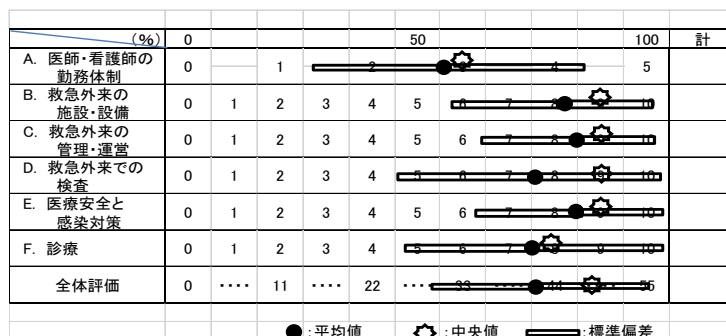 (%) 0 50 100 計
A. 医師・看護師の勤務体制 0 1 2 3 4 5
B. 救急外来の施設・設備 0 1 2 3 4 5 6 7 8 9 10
C. 救急外来の管理・運営 0 1 2 3 4 5 6 7 8 9 10
D. 救急外来での検査 0 1 2 3 4 5 6 7 8 9 10
E. 医療安全と感染対策 0 1 2 3 4 5 6 7 8 9 10
F. 診療 0 1 2 3 4 5 6 7 8 9 10
全体評価 0 ‥‥ 11 ‥‥ 22 ‥‥ 33 44 55
:平均値 :中央値 :標準偏差